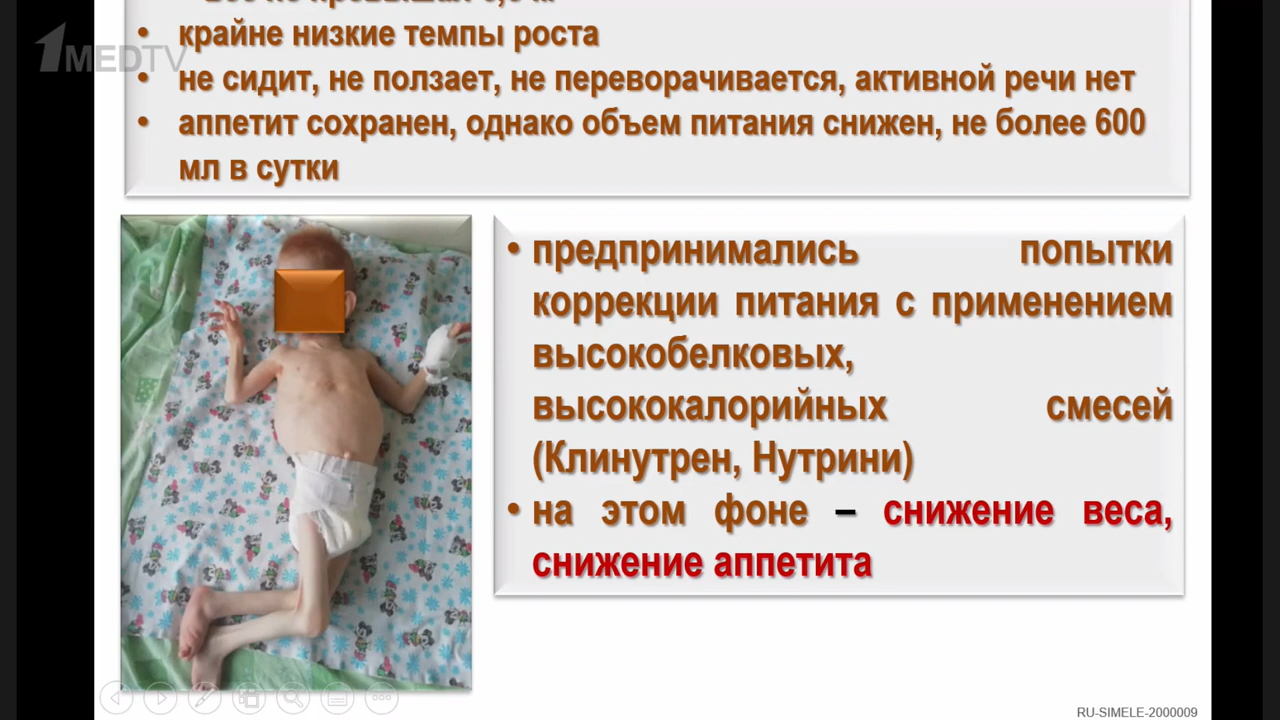 1MEDTV
крайне низкие темпы роста
не сидит, не ползает, не переворачивается, активной речи нет
аппетит сохранен, однако объем питания снижен, не более 600
мл в сутки
предпринимались попытки
коррекции питания с применением
высокобелковых,
высококалорийных смесей
(Клинутрен, Нутрини)
на этом фоне – снижение веса,
снижение аппетита
RU-SIMELE-2000009